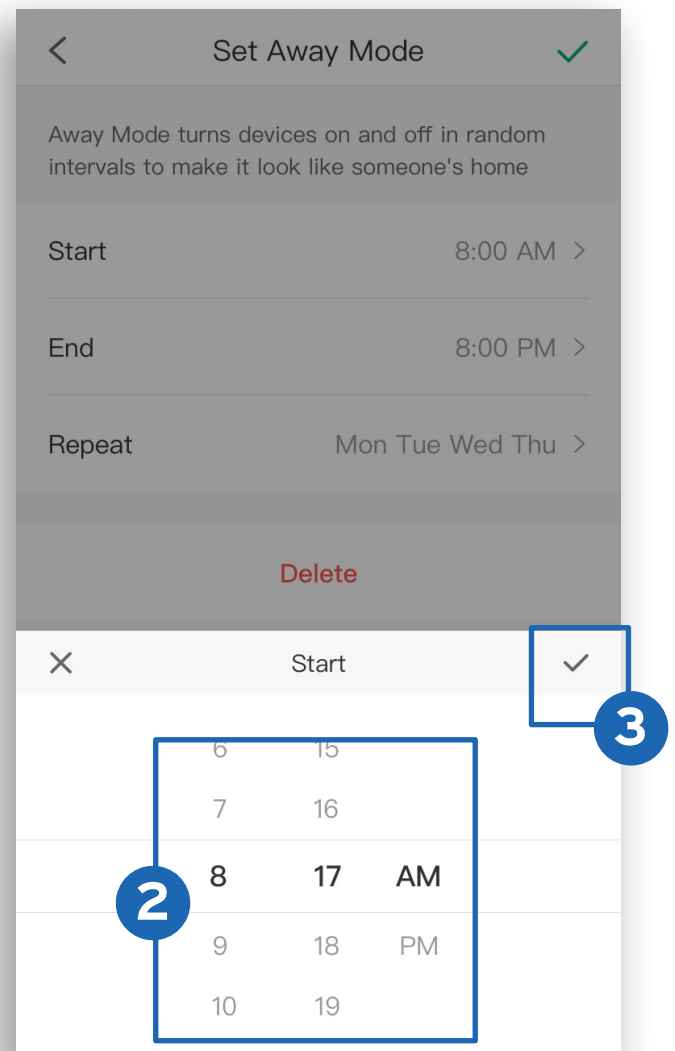 Set Away Mode
Away Mode turns devices on and off in random
intervals to make it look like someone's home
Start 8:00 AM
End 8:00 PM
Repeat Mon Tue Wed Thu
Delete
Start
3
6 15
7 16
8 17 AM
2
9 18 PM
10 19